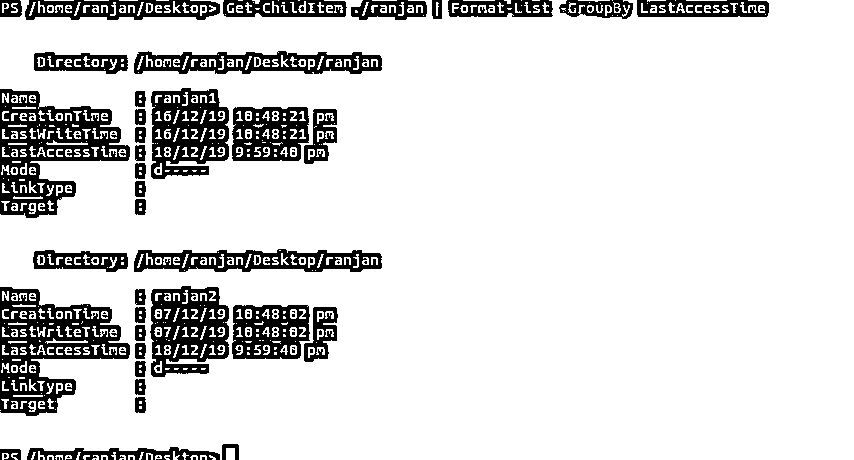 PS /home/ranjan/Desktop> Get-ChildItem ./ranjan | Format-List -GroupBy LastAccessTime
Directory: /home/ranjan/Desktop/ranjan
Name : ranjan1
CreationTime : 16/12/19 10:48:21 pm
LastWriteTime : 16/12/19 10:48:21 pm
LastAccessTime : 18/12/19 9:59:40 pm
Mode : d-----
LinkType :
Target :
Directory: /home/ranjan/Desktop/ranjan
Name : ranjan2
CreationTime : 07/12/19 10:48:02 pm
LastWriteTime : 07/12/19 10:48:02 pm
LastAccessTime : 18/12/19 9:59:40 pm
Mode : d-----
LinkType :
Target :
PS /home/ranjan/Desktop>